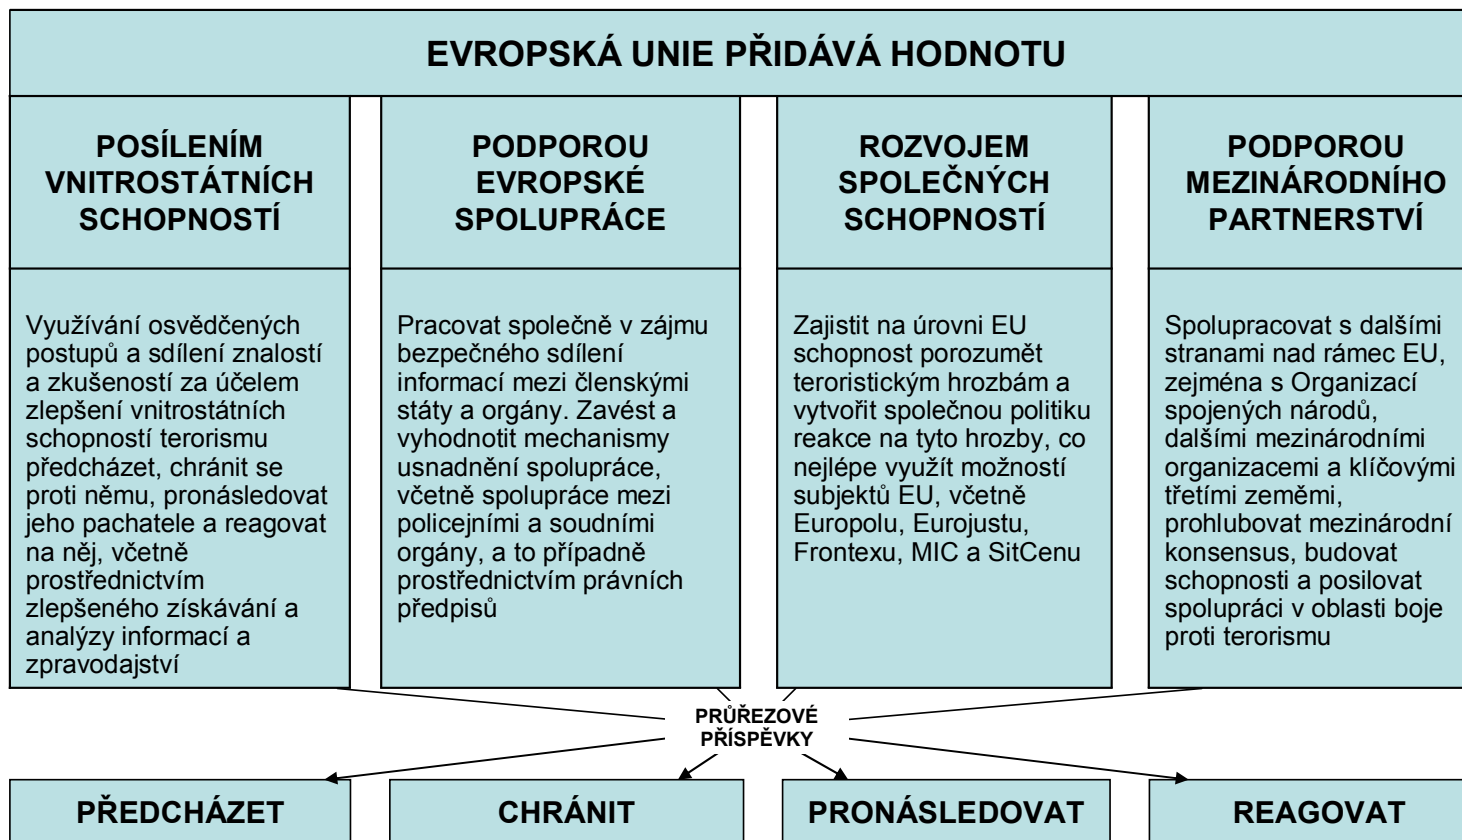 EVROPSKÁ UNIE PŘIDÁVÁ HODNOTU
POSÍLENÍM
VNITROSTÁTNÍCH
SCHOPNOSTÍ
PODPOROU
EVROPSKÉ
SPOLUPRÁCE
ROZVOJEM
SPOLEČNÝCH
SCHOPNOSTÍ
PODPOROU
MEZINÁRODNÍHO
PARTNERSTVÍ
Využívání osvědčených
postupů a sdílení znalostí
a zkušeností za účelem
zlepšení vnitrostátních
schopností terorismu
předcházet, chránit se
proti němu, pronásledovat
jeho pachatele a reagovat
na něj, včetně
prostřednictvím
zlepšeného získávání a
analýzy informací a
zpravodajství
Pracovat společně v zájmu
bezpečného sdílení
informací mezi členskými
státy a orgány. Zavést a
vyhodnotit mechanismy
usnadnění spolupráce,
včetně spolupráce mezi
policejními a soudními
orgány, a to případně
prostřednictvím právních
předpisů
Zajistit na úrovni EU
schopnost porozumět
teroristickým hrozbám a
vytvořit společnou politiku
reakce na tyto hrozby, co
nejlépe využít možností
subjektů EU, včetně
Europolu, Eurojustu,
Frontexu, MIC a SitCenu
Spolupracovat s dalšími
stranami nad rámec EU,
zejména s Organizací
spojených národů,
dalšími mezinárodními
organizacemi a klíčovými
třetími zeměmi,
prohlubovat mezinárodní
konsensus, budovat
schopnosti a posilovat
spolupráci v oblasti boje
proti terorismu
PRŮŘEZOVÉ
PŘÍSPĚVKY
PŘEDCHÁZET
CHRÁNIT
PRONÁSLEDOVAT
REAGOVAT